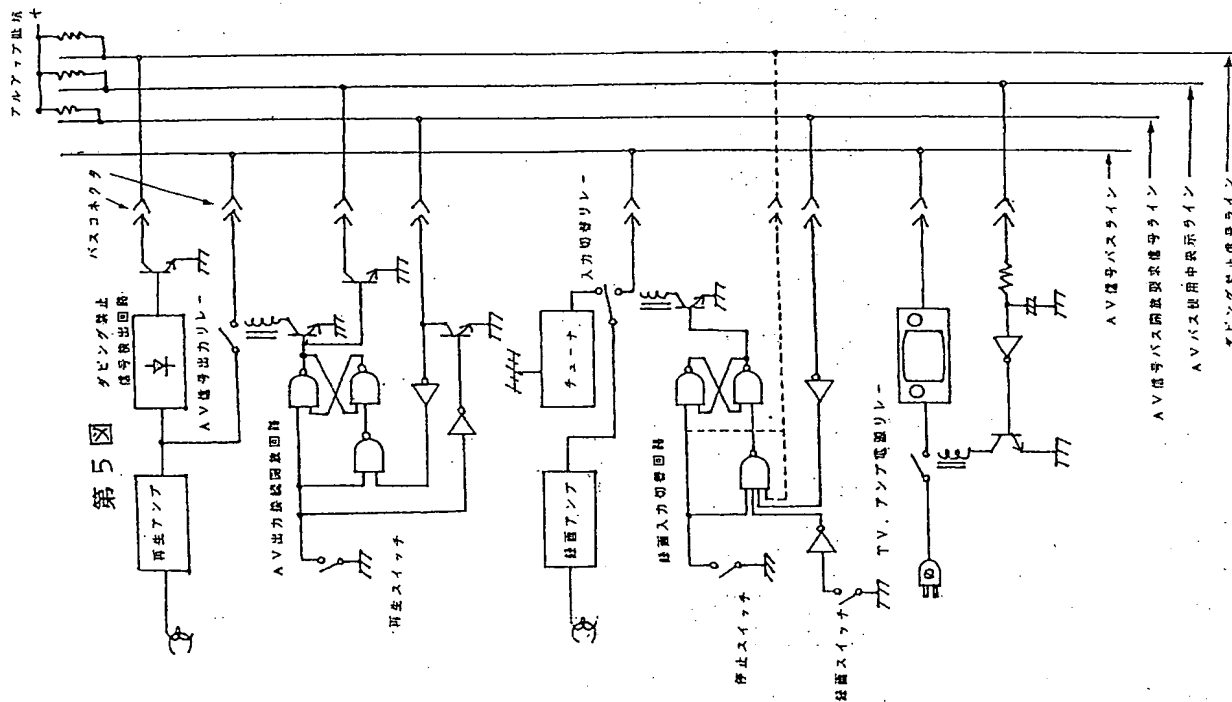 第5図
プルアップ抵抗
+
バスコネクタ
ダビング禁止
信号検出回路
再生アンプ
AV信号出力リレー
AV出力接続開放回路
再生スイッチ
入力切替リレー
チューナ
録画アンプ
録画入力切替回路
停止スイッチ
録画スイッチ
TV、アンプ電源リレー
AV信号バスライン
AV信号バス開放要求信号ライン
AVバス使用中表示ライン